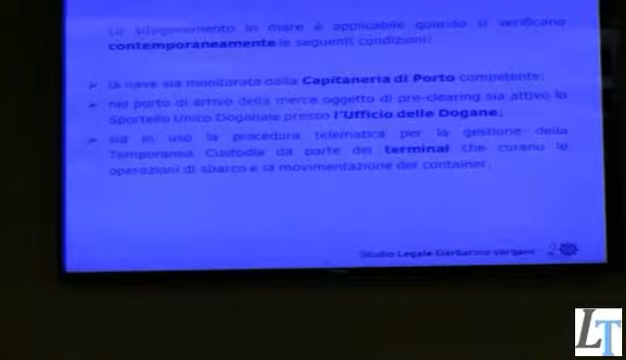 Lo sdoganamento in mare è applicabile quando si verificano
contemporaneamente le seguenti condizioni:
la nave sia monitorata dalla Capitaneria di Porto competente;
nel porto di arrivo della merce oggetto di pre-clearing sia attivo lo
Sportello Unico Doganale presso l'Ufficio delle Dogane;
sia in uso la procedura telematica per la gestione della
Temporanea Custodia da parte dei terminal che curano le
operazioni di sbarco e la movimentazione dei container.
Studio Legale Garbarino Vergani
LT